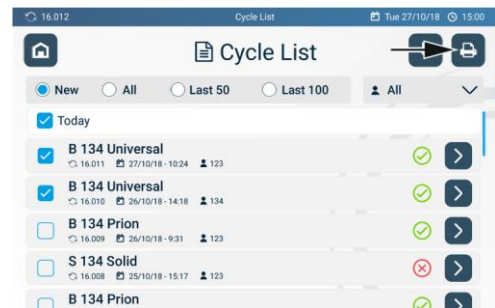 16.012 Cycle List Tue 27/10/18 15:00
Cycle List
New All Last 50 Last 100 All
Today
B 134 Universal
16.011 27/10/18 - 10:24 123
B 134 Universal
16.010 26/10/18 - 14:18 134
B 134 Prion
16.009 26/10/18 - 9:31 123
S 134 Solid
16.008 25/10/18 - 15:17 123
B 134 Prion